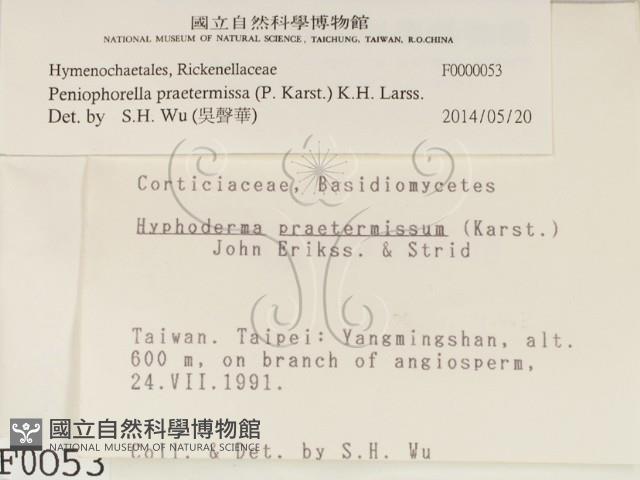 國立自然科學博物館
NATIONAL MUSEUM OF NATURAL SCIENCE, TAICHUNG, TAIWAN, R.O.CHINA
Hymenochaetales, Rickenellaceae F0000053
Peniophorella praetermissa (P. Karst.) K.H. Larss.
Det. by S.H. Wu (吳聲華) 2014/05/20
Corticiaceae, Basidiomycetes
Hyphoderma praetermissum (Karst.)
John Erikss. & Strid
Taiwan. Taipei: Yangmingshan, alt.
600 m, on branch of angiosperm,
24.VII.1991.
國立自然科學博物館
NATIONAL MUSEUM OF NATURAL SCIENCE
Coll. & Det. by S.H. Wu
F0053